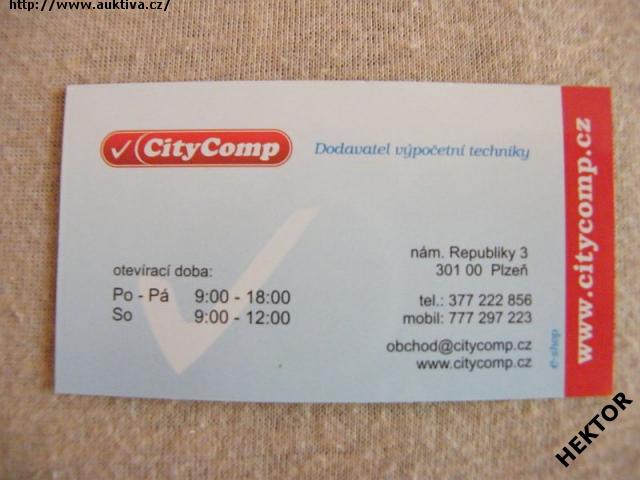 http://www.auktiva.cz/
CityComp
Dodavatel výpočetní techniky
www.citycomp.cz
e-shop
otevírací doba:
Po - Pá 9:00 - 18:00
So 9:00 - 12:00
nám. Republiky 3
301 00 Plzeň
tel.: 377 222 856
mobil: 777 297 223
obchod@citycomp.cz
www.citycomp.cz
HEKTOR